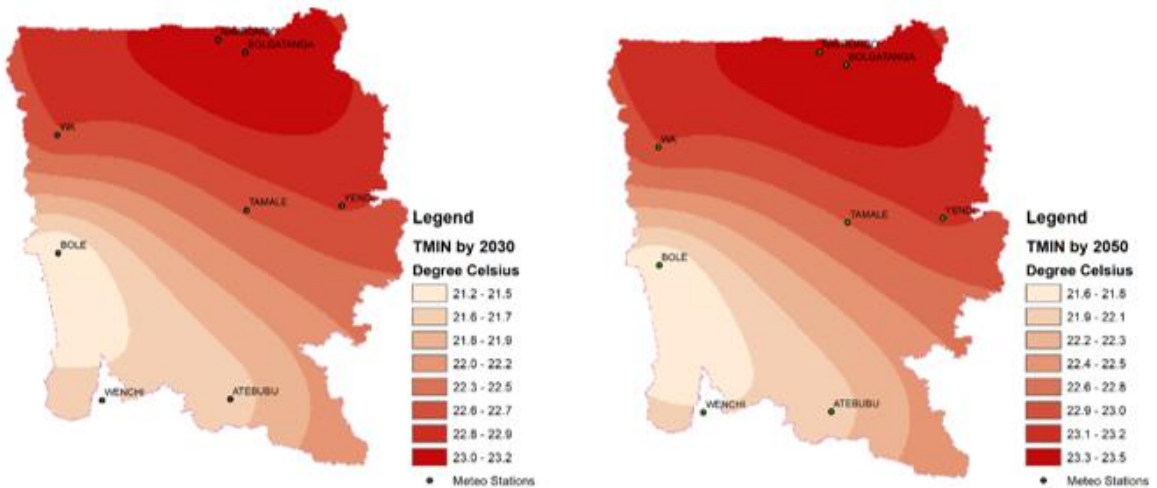 BOLGATANGA
WA
TAMALE
BOLE
WENCHI
ATEBUBU
Legend
TMIN by 2030
Degree Celsius
21.2 - 21.5
21.6 - 21.7
21.8 - 21.9
22.0 - 22.2
22.3 - 22.5
22.6 - 22.7
22.8 - 22.9
23.0 - 23.2
Meteo Stations
BOLGATANGA
WA
TAMALE
YENDI
BOLE
WENCHI
ATEBUBU
Legend
TMIN by 2050
Degree Celsius
21.6 - 21.8
21.9 - 22.1
22.2 - 22.3
22.4 - 22.5
22.6 - 22.8
22.9 - 23.0
23.1 - 23.2
23.3 - 23.5
Meteo Stations